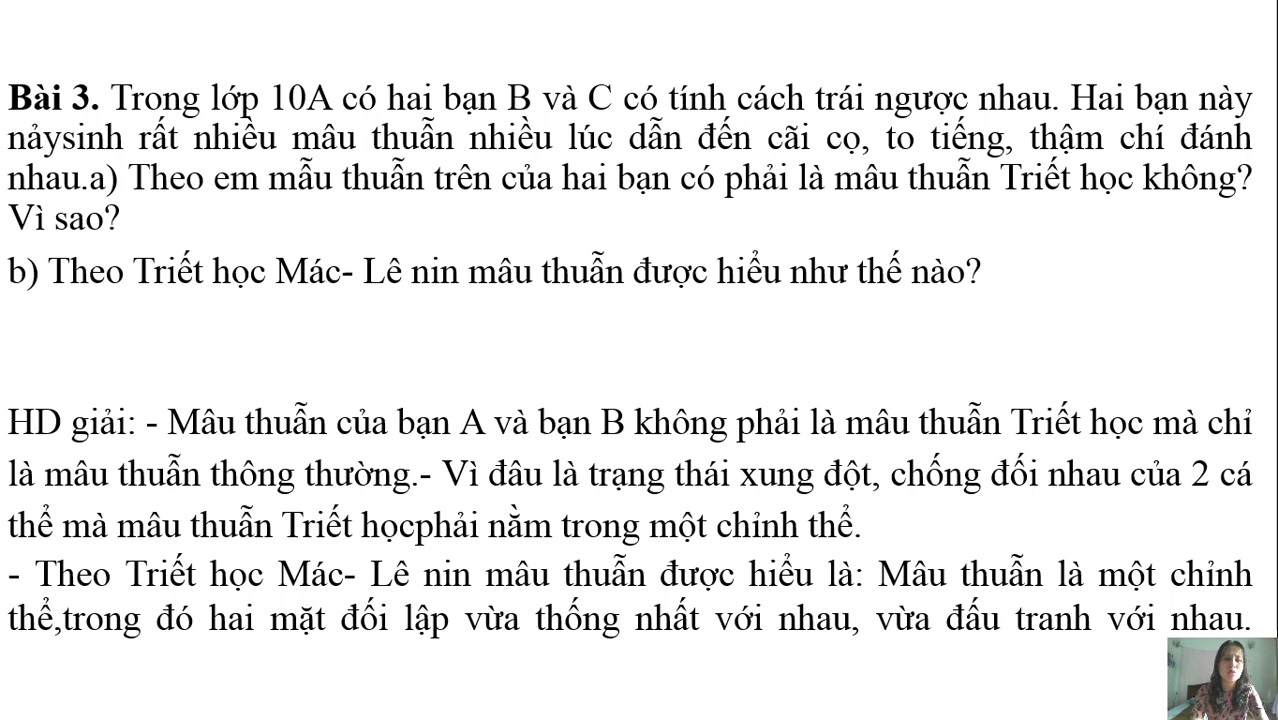 Bài 3. Trong lớp 10A có hai bạn B và C có tính cách trái ngược nhau. Hai bạn này
nảysinh rất nhiều mâu thuẫn nhiều lúc dẫn đến cãi cọ, to tiếng, thậm chí đánh
nhau.a) Theo em mẫu thuẫn trên của hai bạn có phải là mâu thuẫn Triết học không?
Vì sao?
b) Theo Triết học Mác- Lê nin mâu thuẫn được hiểu như thế nào?
HD giải: - Mâu thuẫn của bạn A và bạn B không phải là mâu thuẫn Triết học mà chỉ
là mâu thuẫn thông thường.- Vì đâu là trạng thái xung đột, chống đối nhau của 2 cá
thể mà mâu thuẫn Triết họcphải nằm trong một chỉnh thể.
- Theo Triết học Mác- Lê nin mâu thuẫn được hiểu là: Mâu thuẫn là một chỉnh
thể,trong đó hai mặt đối lập vừa thống nhất với nhau, vừa đấu tranh với nhau.